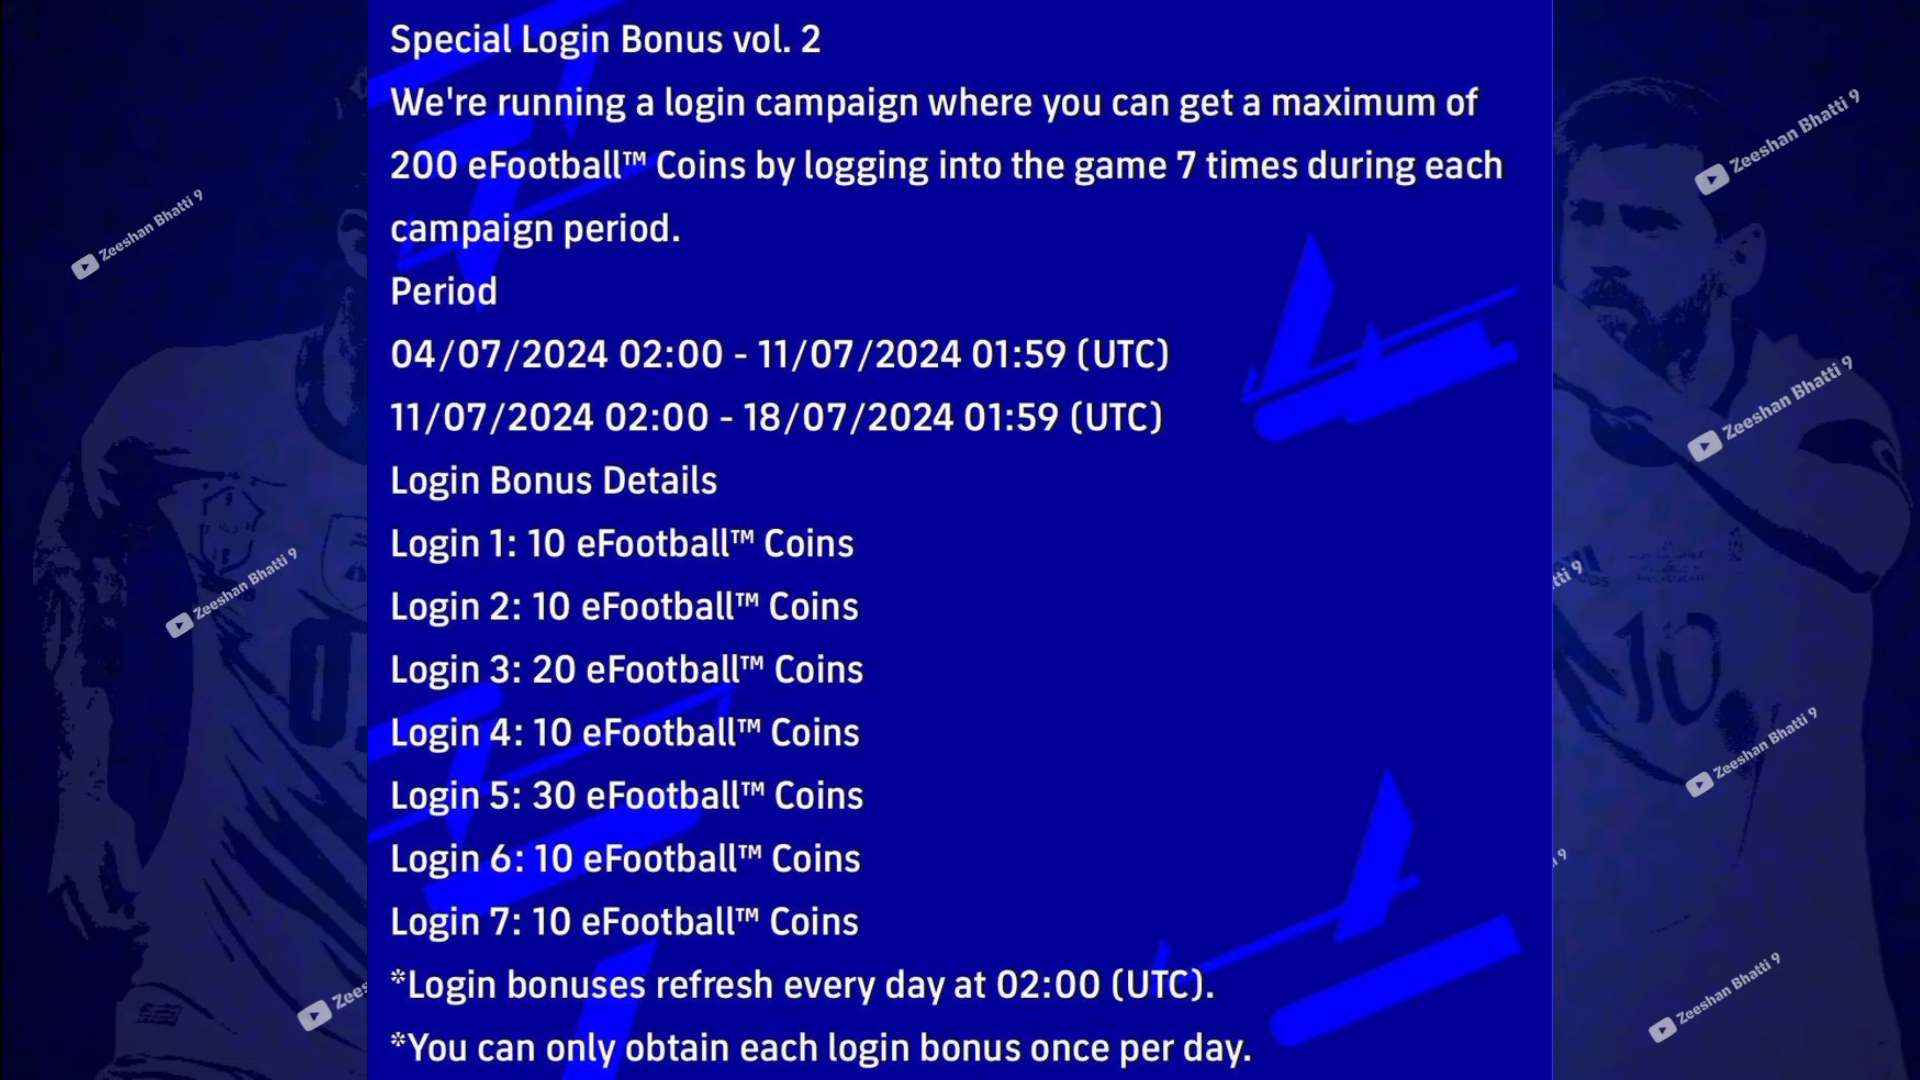 Special Login Bonus vol. 2
We're running a login campaign where you can get a maximum of
200 eFootball™ Coins by logging into the game 7 times during each
campaign period.
Period
04/07/2024 02:00 - 11/07/2024 01:59 (UTC)
11/07/2024 02:00 - 18/07/2024 01:59 (UTC)
Login Bonus Details
Login 1: 10 eFootball™ Coins
Login 2: 10 eFootball™ Coins
Login 3: 20 eFootball™ Coins
Login 4: 10 eFootball™ Coins
Login 5: 30 eFootball™ Coins
Login 6: 10 eFootball™ Coins
Login 7: 10 eFootball™ Coins
*Login bonuses refresh every day at 02:00 (UTC).
*You can only obtain each login bonus once per day.
Zeeshan Bhatti 9
Zeeshan Bhatti 9
Zees
Zeeshan Bhatti 9
Zeeshan Bhatti 9
tti 9
10
Zeeshan Bhatti 9
Zeeshan Bhatti 9